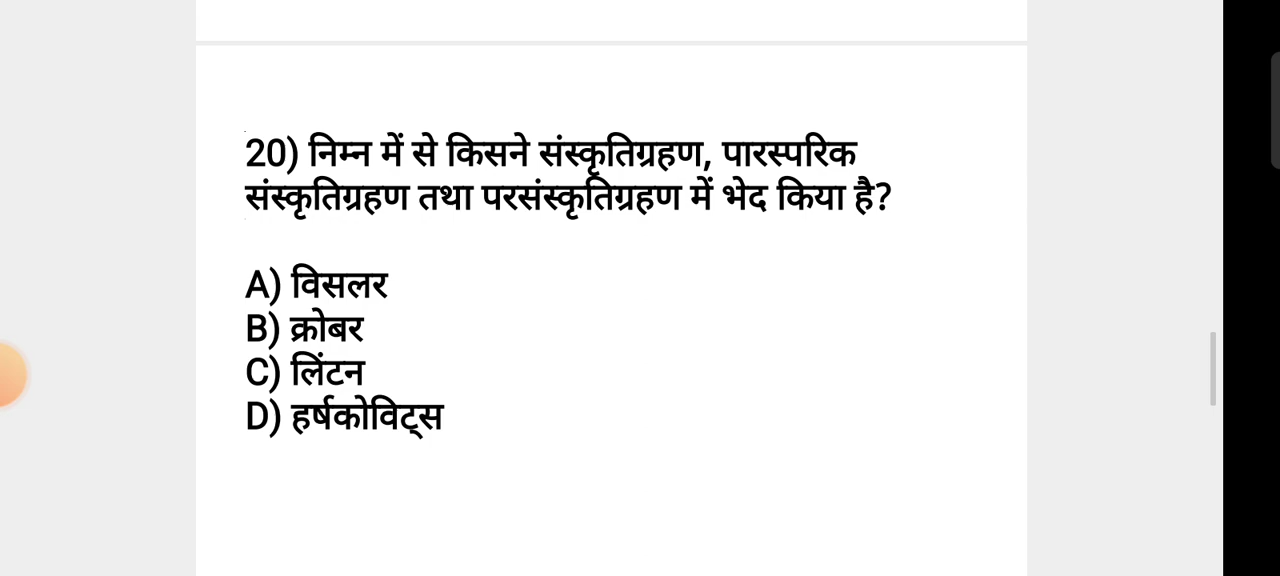 20) निम्न में से किसने संस्कृतिग्रहण, पारस्परिक
संस्कृतिग्रहण तथा परसंस्कृतिग्रहण में भेद किया है?
A) विसलर
B) क्रोबर
C) लिंटन
D) हर्षकोविट्स